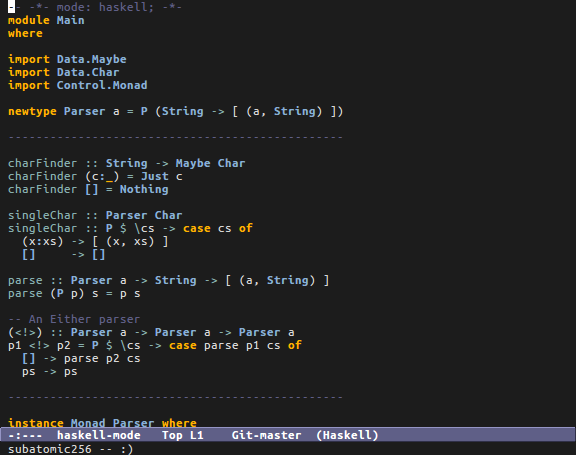 -- -*- mode: haskell; -*-
module Main
where
import Data.Maybe
import Data.Char
import Control.Monad
newtype Parser a = P (String -> [ (a, String) ])
------------------------------------------------
charFinder :: String -> Maybe Char
charFinder (c:_) = Just c
charFinder [] = Nothing
singleChar :: Parser Char
singleChar :: P $ \cs -> case cs of
  (x:xs) -> [ (x, xs) ]
  []     -> []
parse :: Parser a -> String -> [ (a, String) ]
parse (P p) s = p s
-- An Either parser
(<!>) :: Parser a -> Parser a -> Parser a
p1 <!> p2 = P $ \cs -> case parse p1 cs of
  [] -> parse p2 cs
  ps -> ps
------------------------------------------------
instance Monad Parser where
-:---  haskell-mode   Top L1    Git-master  (Haskell)
subatomic256 -- :)